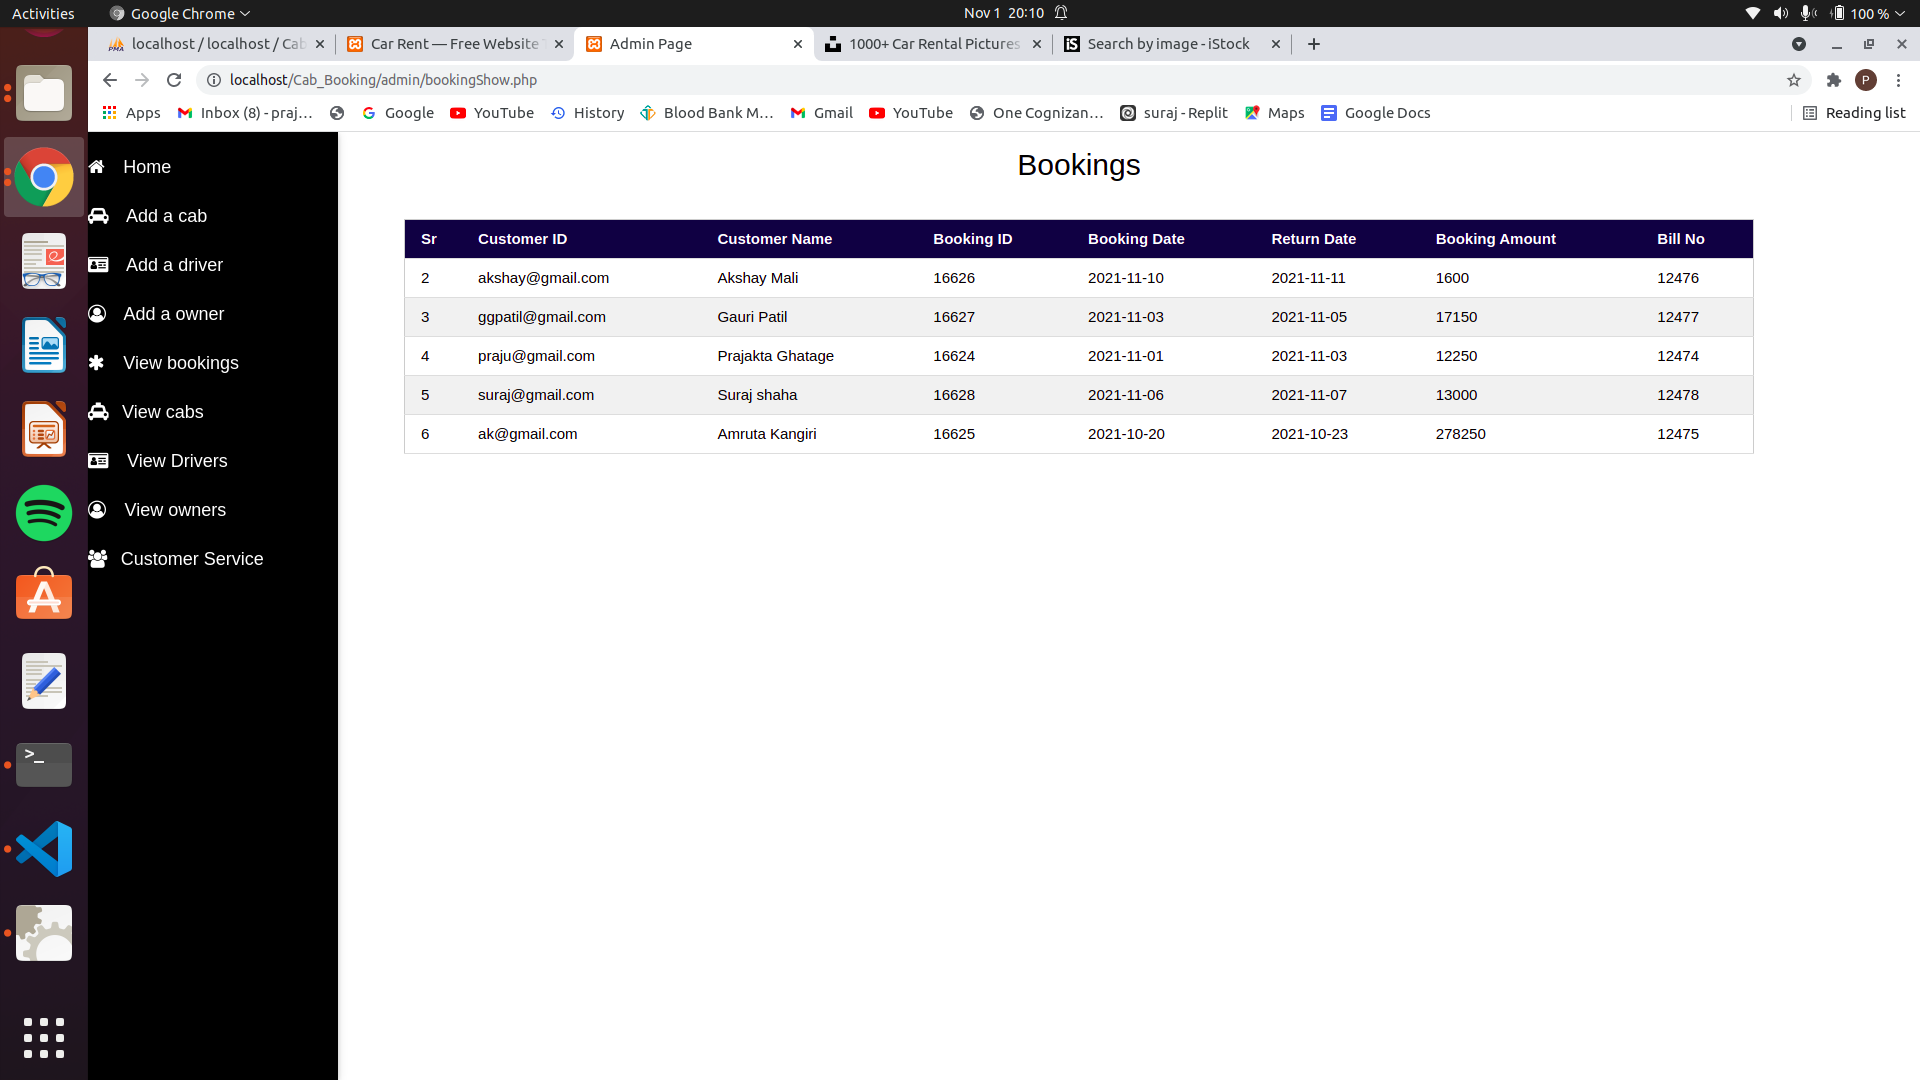 Activities Google Chrome Nov 1 20:10 100 %
localhost / localhost / Cab Car Rent — Free Website T Admin Page 1000+ Car Rental Pictures Search by image - iStock
localhost/Cab_Booking/admin/bookingShow.php P
Apps Inbox (8) - praj... Google YouTube History Blood Bank M... Gmail YouTube One Cognizan... suraj - Replit Maps Google Docs Reading list
Home
Add a cab
Add a driver
Add a owner
View bookings
View cabs
View Drivers
View owners
Customer Service
Bookings
Sr Customer ID Customer Name Booking ID Booking Date Return Date Booking Amount Bill No
2 akshay@gmail.com Akshay Mali 16626 2021-11-10 2021-11-11 1600 12476
3 ggpatil@gmail.com Gauri Patil 16627 2021-11-03 2021-11-05 17150 12477
4 praju@gmail.com Prajakta Ghatage 16624 2021-11-01 2021-11-03 12250 12474
5 suraj@gmail.com Suraj shaha 16628 2021-11-06 2021-11-07 13000 12478
6 ak@gmail.com Amruta Kangiri 16625 2021-10-20 2021-10-23 278250 12475